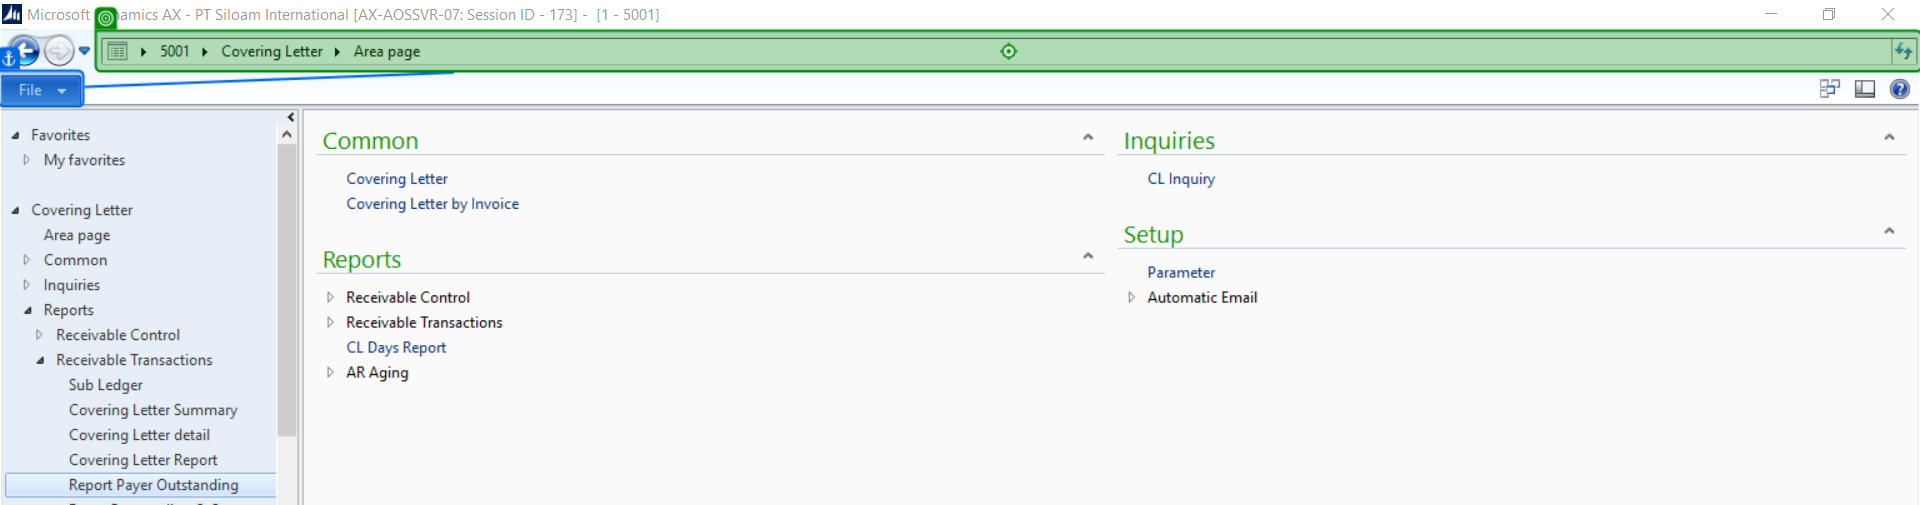 Microsoft Dynamics AX - PT Siloam International [AX-AOSSVR-07: Session ID - 173] - [1 - 5001]
5001 Covering Letter Area page
File
Favorites
My favorites
Covering Letter
Area page
Common
Inquiries
Reports
Receivable Control
Receivable Transactions
Sub Ledger
Covering Letter Summary
Covering Letter detail
Covering Letter Report
Report Payer Outstanding
Common
Covering Letter
Covering Letter by Invoice
Reports
Receivable Control
Receivable Transactions
CL Days Report
AR Aging
Inquiries
CL Inquiry
Setup
Parameter
Automatic Email